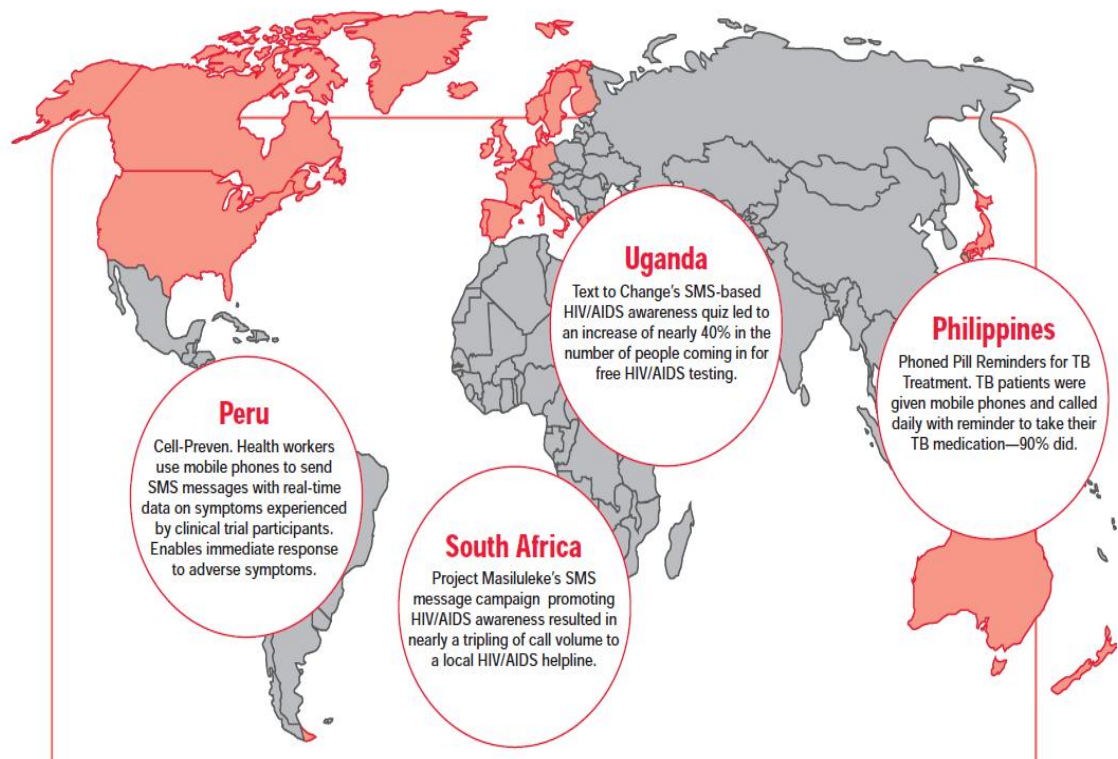 Uganda
Text to Change's SMS-based
HIV/AIDS awareness quiz led to
an increase of nearly 40% in the
number of people coming in for
free HIV/AIDS testing.
Philippines
Phoned Pill Reminders for TB
Treatment. TB patients were
given mobile phones and called
daily with reminder to take their
TB medication—90% did.
Peru
Cell-Preven. Health workers
use mobile phones to send
SMS messages with real-time
data on symptoms experienced
by clinical trial participants.
Enables immediate response
to adverse symptoms.
South Africa
Project Masiluleke's SMS
message campaign promoting
HIV/AIDS awareness resulted in
nearly a tripling of call volume to
a local HIV/AIDS helpline.